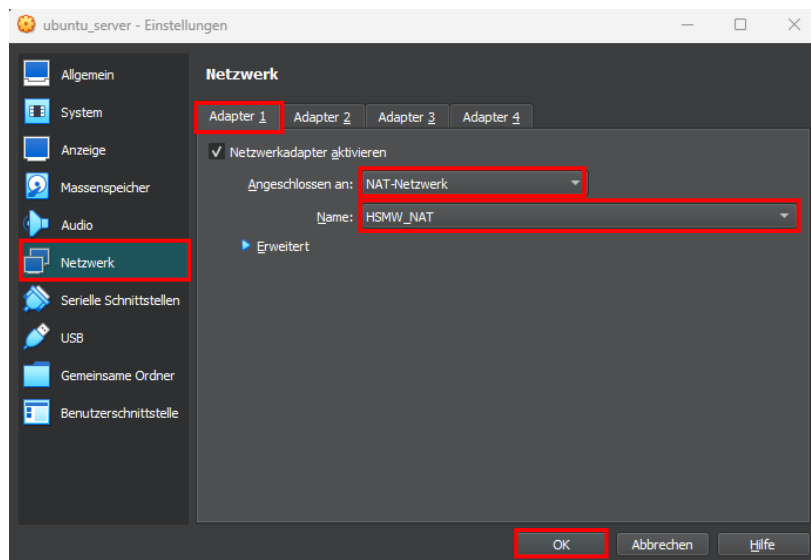 ubuntu_server - Einstellungen
Allgemein
System
Anzeige
Massenspeicher
Audio
Netzwerk
Serielle Schnittstellen
USB
Gemeinsame Ordner
Benutzerschnittstelle
Netzwerk
Adapter 1 Adapter 2 Adapter 3 Adapter 4
Netzwerkadapter aktivieren
Angeschlossen an: NAT-Netzwerk
Name: HSMW_NAT
Erweitert
OK Abbrechen Hilfe